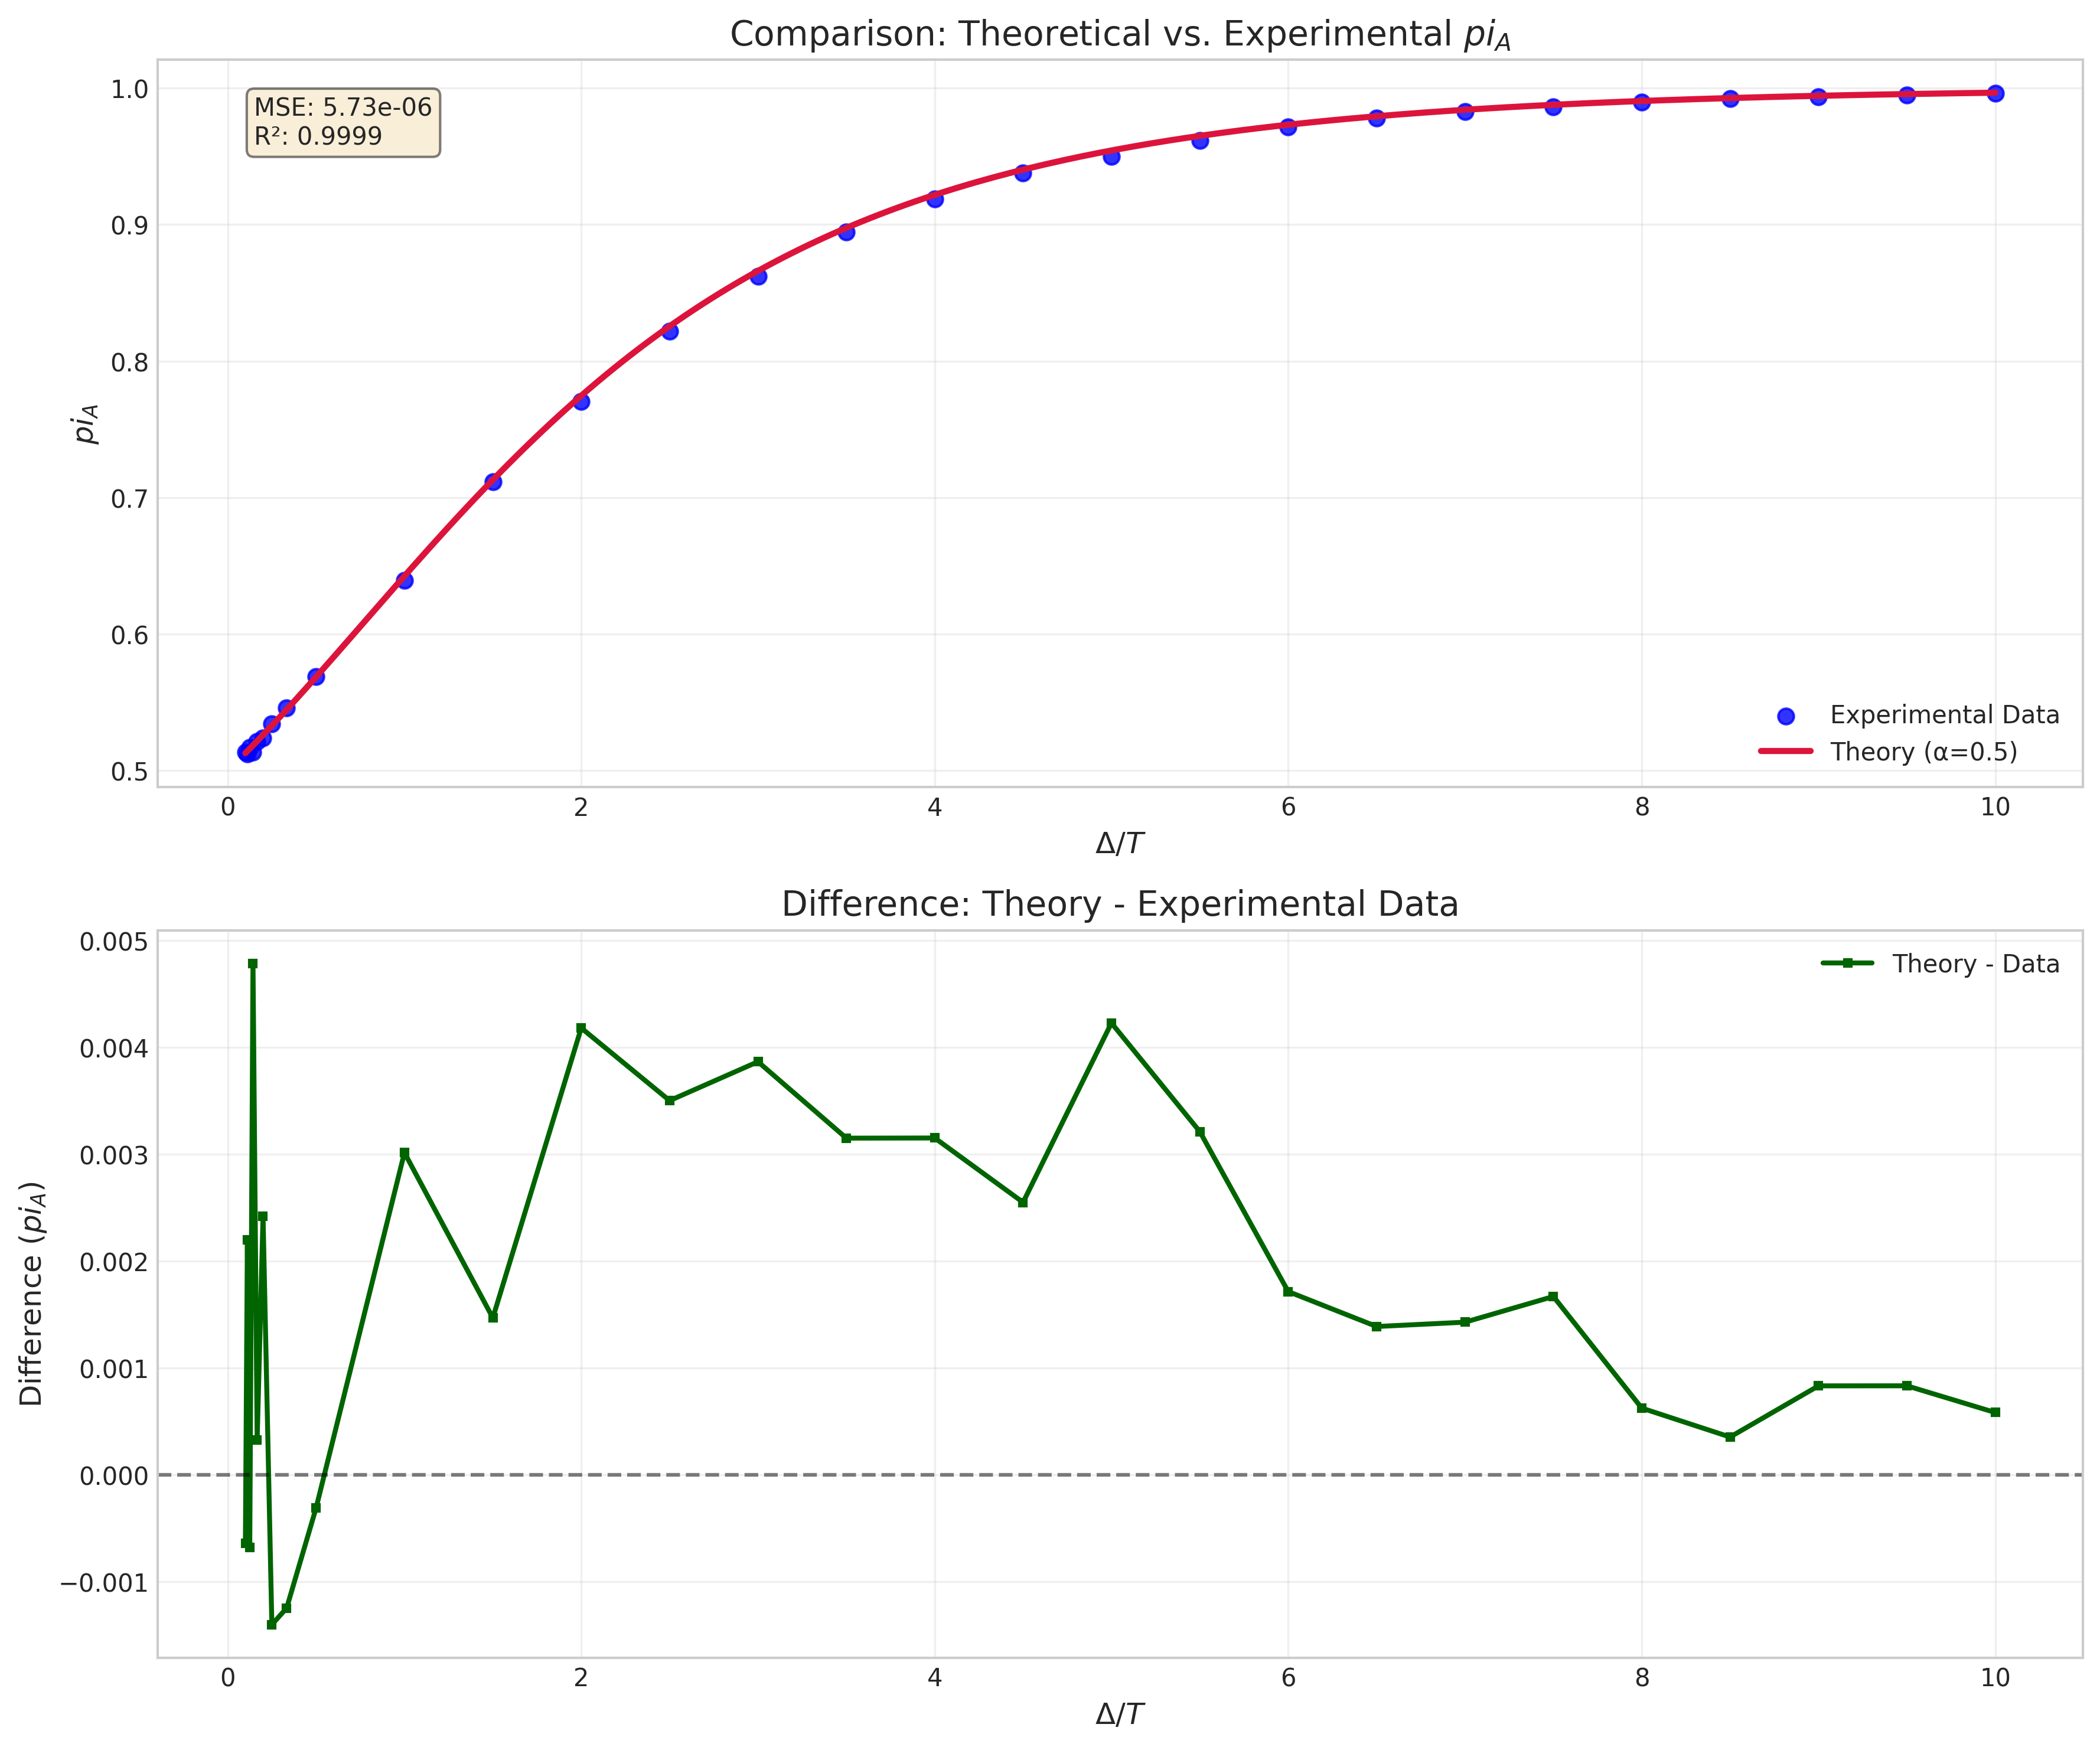 Comparison: Theoretical vs. Experimental pi_A
MSE: 5.73e-06
R²: 0.9999
1.0
0.9
0.8
0.7
0.6
0.5
pi_A
Experimental Data
Theory (α=0.5)
0 2 4 6 8 10
Δ/T
Difference: Theory - Experimental Data
Theory - Data
0.005
0.004
0.003
0.002
0.001
0.000
−0.001
Difference (pi_A)
0 2 4 6 8 10
Δ/T